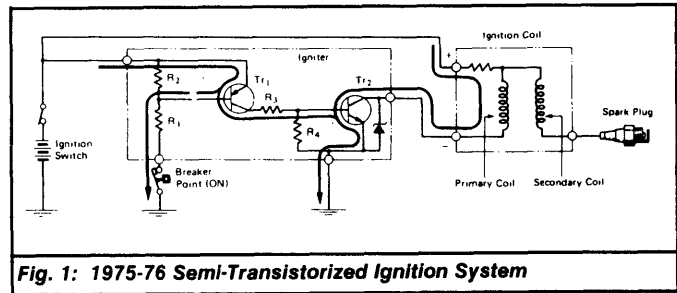 Ignition Coil
Igniter
+
R2
Tr1
Tr2
R3
R1
R4
Spark Plug
Ignition
Switch
Breaker
Point (ON)
−
Primary Coil
Secondary Coil
Fig. 1: 1975-76 Semi-Transistorized Ignition System